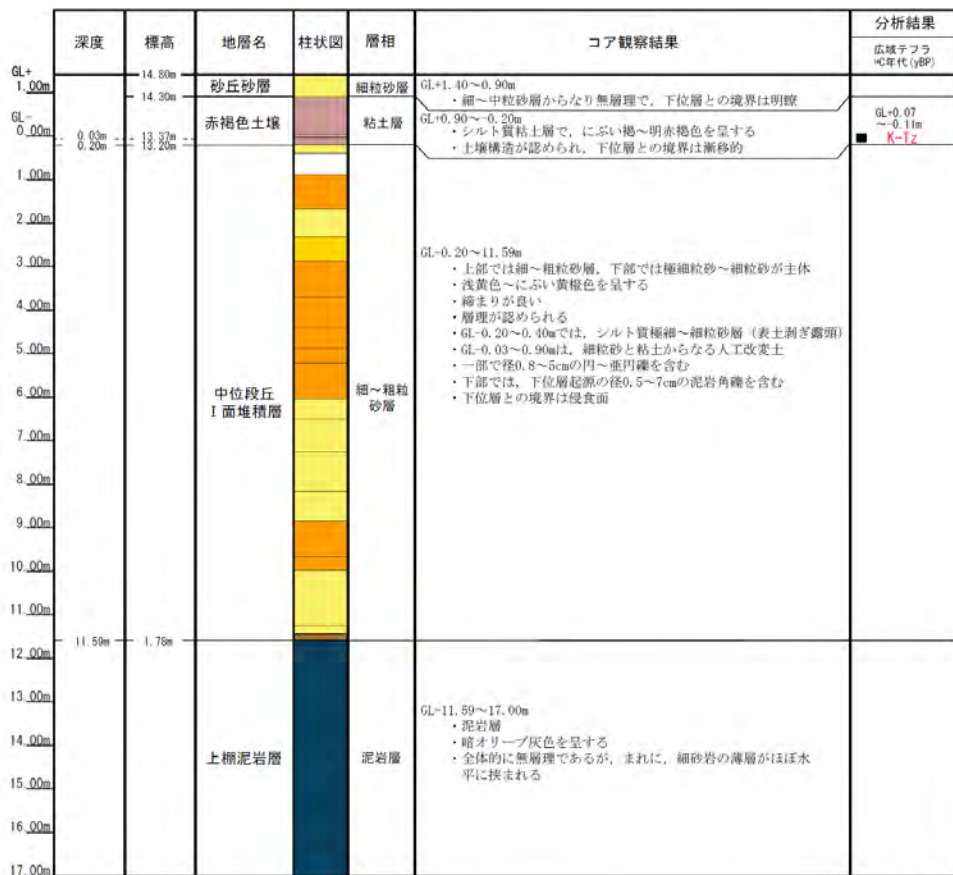 深度 標高 地層名 柱状図 層相 コア観察結果 分析結果
広域テフラ
¹⁴C年代(yBP)
GL+
1.00m
GL-
0.00m
1.00m
2.00m
3.00m
4.00m
5.00m
6.00m
7.00m
8.00m
9.00m
10.00m
11.00m
12.00m
13.00m
14.00m
15.00m
16.00m
17.00m
14.80m
砂丘砂層 細粒砂層
GL+1.40～0.90m
・細～中粒砂層からなり無層理で，下位層との境界は明瞭
14.30m
赤褐色土壌 粘土層
GL+0.90～-0.20m
・シルト質粘土層で，にぶい褐～明赤褐色を呈する
・土壌構造が認められ，下位層との境界は漸移的
GL+0.07
～-0.11m
K-Tz
0.03m 13.37m
0.20m 13.20m
中位段丘
Ⅰ面堆積層
細～粗粒
砂層
GL-0.20～11.59m
・上部では細～粗粒砂層，下部では極細粒砂～細粒砂が主体
・浅黄色～にぶい黄橙色を呈する
・締まりが良い
・層理が認められる
・GL-0.20～0.40mでは，シルト質極細～細粒砂層（表土剥ぎ露頭）
・GL-0.03～0.90mは，細粒砂と粘土からなる人工改変土
・一部で径0.8～5cmの円～亜円礫を含む
・下部では，下位層起源の径0.5～7cmの泥岩角礫を含む
・下位層との境界は侵食面
11.59m 1.78m
上棚泥岩層 泥岩層
GL-11.59～17.00m
・泥岩層
・暗オリーブ灰色を呈する
・全体的に無層理であるが，まれに，細砂岩の薄層がほぼ水
平に挟まれる